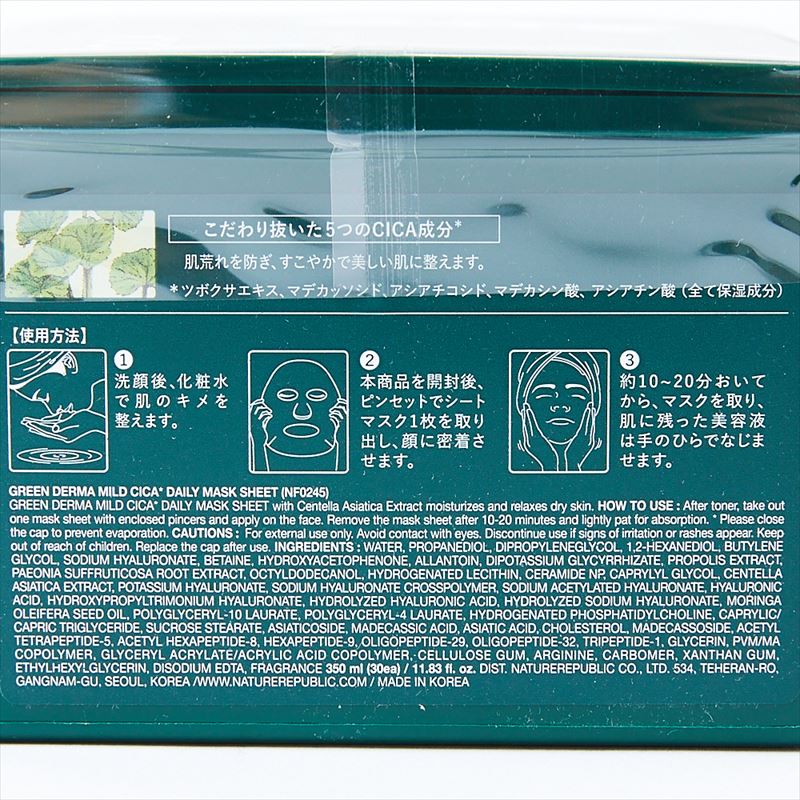 こだわり抜いた5つのCICA成分*
肌荒れを防ぎ、すこやかで美しい肌に整えます。
*ツボクサエキス、マデカッソシド、アシアチコシド、マデカシン酸、アシアチン酸（全て保湿成分）
【使用方法】
1
洗顔後、化粧水
で肌のキメを
整えます。
2
本商品を開封後、
ピンセットでシート
マスク1枚を取り
出し、顔に密着さ
せます。
3
約10~20分おいて
から、マスクを取り、
肌に残った美容液
は手のひらでなじま
せます。
GREEN DERMA MILD CICA* DAILY MASK SHEET (NF0245)
GREEN DERMA MILD CICA* DAILY MASK SHEET with Centella Asiatica Extract moisturizes and relaxes dry skin. HOW TO USE : After toner, take out
one mask sheet with enclosed pincers and apply on the face. Remove the mask sheet after 10-20 minutes and lightly pat for absorption. * Please close
the cap to prevent evaporation. CAUTIONS : For external use only. Avoid contact with eyes. Discontinue use if signs of irritation or rashes appear. Keep
out of reach of children. Replace the cap after use. INGREDIENTS : WATER, PROPANEDIOL, DIPROPYLENEGLYCOL, 1,2-HEXANEDIOL, BUTYLENE
GLYCOL, SODIUM HYALURONATE, BETAINE, HYDROXYACETOPHENONE, ALLANTOIN, DIPOTASSIUM GLYCYRRHIZATE, PROPOLIS EXTRACT,
PAEONIA SUFFRUTICOSA ROOT EXTRACT, OCTYLDODECANOL, HYDROGENATED LECITHIN, CERAMIDE NP, CAPRYLYL GLYCOL, CENTELLA
ASIATICA EXTRACT, POTASSIUM HYALURONATE, SODIUM HYALURONATE CROSSPOLYMER, SODIUM ACETYLATED HYALURONATE, HYALURONIC
ACID, HYDROXYPROPYLTRIMONIUM HYALURONATE, HYDROLYZED HYALURONIC ACID, HYDROLYZED SODIUM HYALURONATE, MORINGA
OLEIFERA SEED OIL, POLYGLYCERYL-10 LAURATE, POLYGLYCERYL-4 LAURATE, HYDROGENATED PHOSPHATIDYLCHOLINE, CAPRYLIC/
CAPRIC TRIGLYCERIDE, SUCROSE STEARATE, ASIATICOSIDE, MADECASSIC ACID, ASIATIC ACID, CHOLESTEROL, MADECASSOSIDE, ACETYL
TETRAPEPTIDE-5, ACETYL HEXAPEPTIDE-8, HEXAPEPTIDE-9, OLIGOPEPTIDE-29, OLIGOPEPTIDE-32, TRIPEPTIDE-1, GLYCERIN, PVM/MA
COPOLYMER, GLYCERYL ACRYLATE/ACRYLIC ACID COPOLYMER, CELLULOSE GUM, ARGININE, CARBOMER, XANTHAN GUM,
ETHYLHEXYLGLYCERIN, DISODIUM EDTA, FRAGRANCE 350 ml (30ea) / 11.83 fl. oz. DIST. NATUREREPUBLIC CO., LTD. 534, TEHERAN-RO,
GANGNAM-GU, SEOUL, KOREA /WWW.NATUREREPUBLIC.COM / MADE IN KOREA